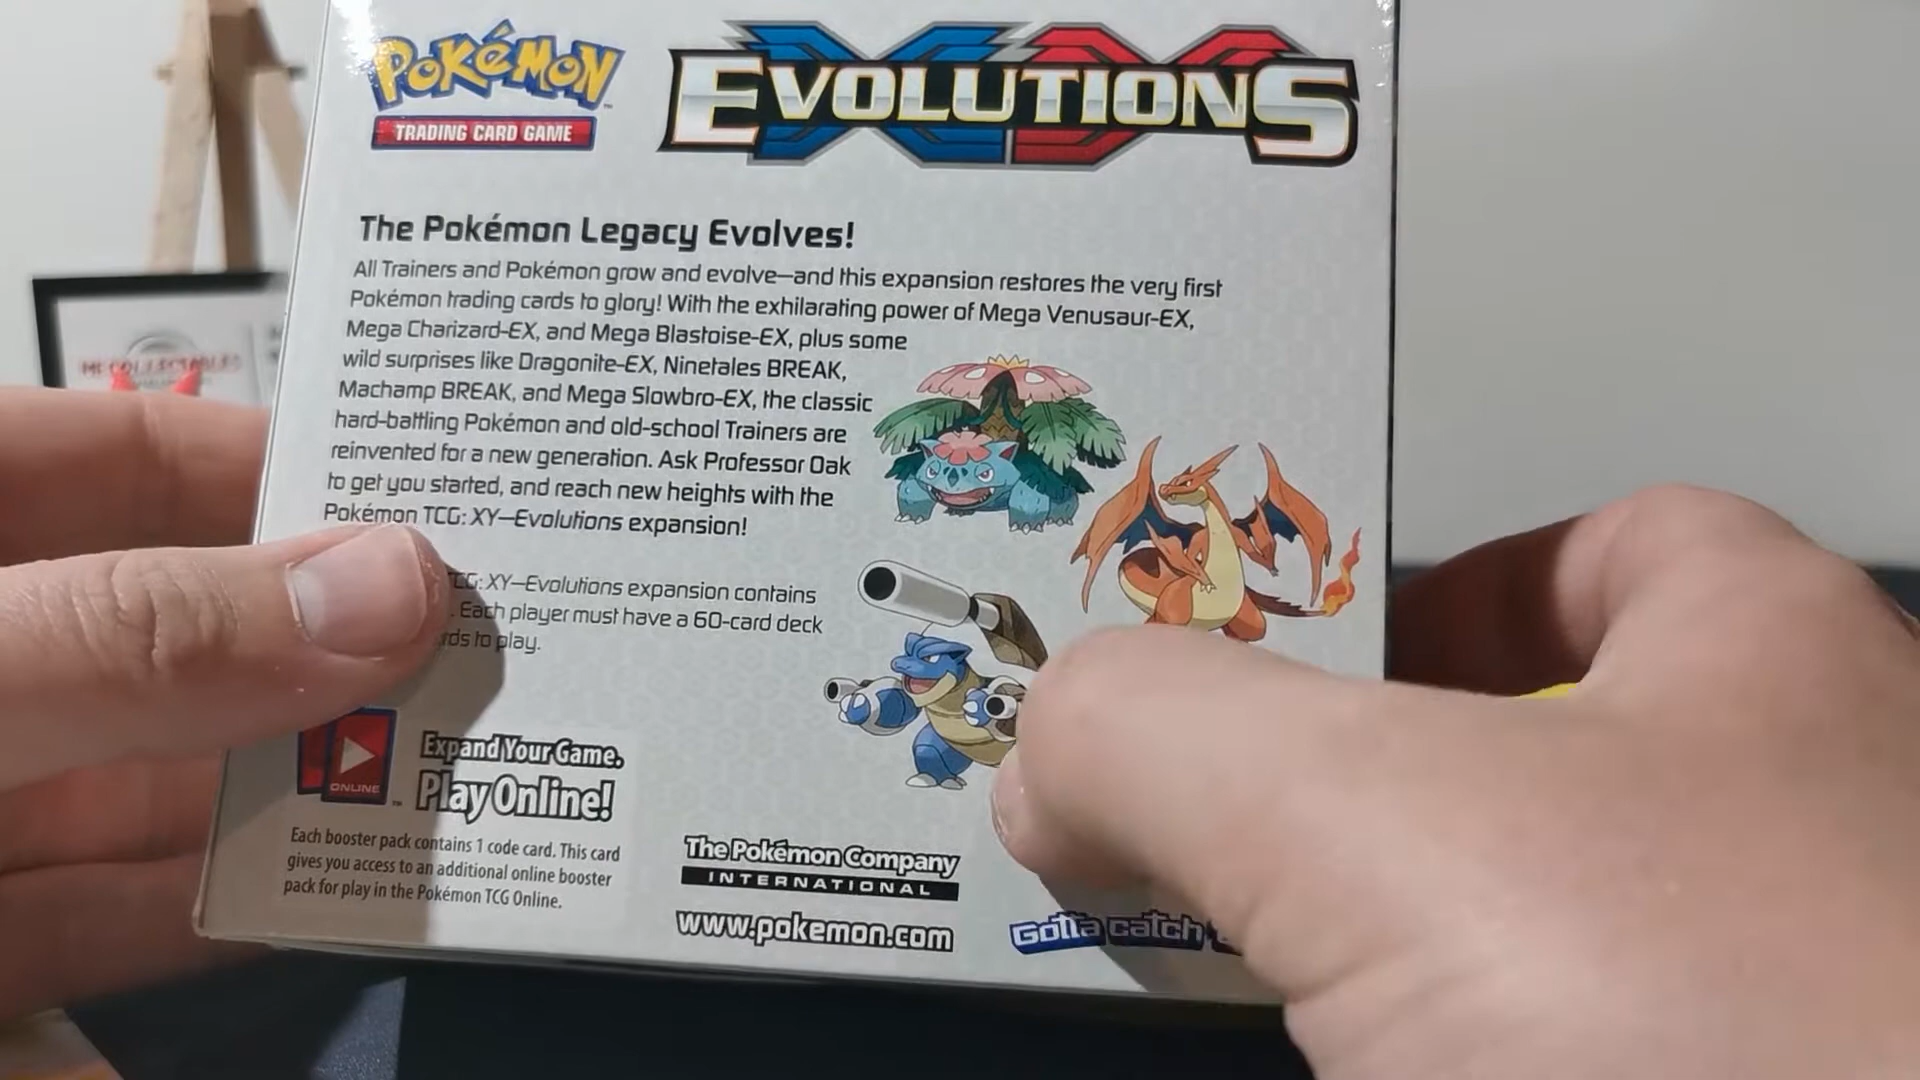 POKéMON
TRADING CARD GAME
EVOLUTIONS
The Pokémon Legacy Evolves!
All Trainers and Pokémon grow and evolve—and this expansion restores the very first
Pokémon trading cards to glory! With the exhilarating power of Mega Venusaur-EX,
Mega Charizard-EX, and Mega Blastoise-EX, plus some
wild surprises like Dragonite-EX, Ninetales BREAK,
Machamp BREAK, and Mega Slowbro-EX, the classic
hard-battling Pokémon and old-school Trainers are
reinvented for a new generation. Ask Professor Oak
to get you started, and reach new heights with the
Pokémon TCG: XY—Evolutions expansion!
TCG: XY—Evolutions expansion contains
. Each player must have a 60-card deck
to play.
ONLINE
Expand Your Game.
Play Online!
Each booster pack contains 1 code card. This card
gives you access to an additional online booster
pack for play in the Pokémon TCG Online.
The Pokémon Company
INTERNATIONAL
www.pokemon.com
Gotta catch